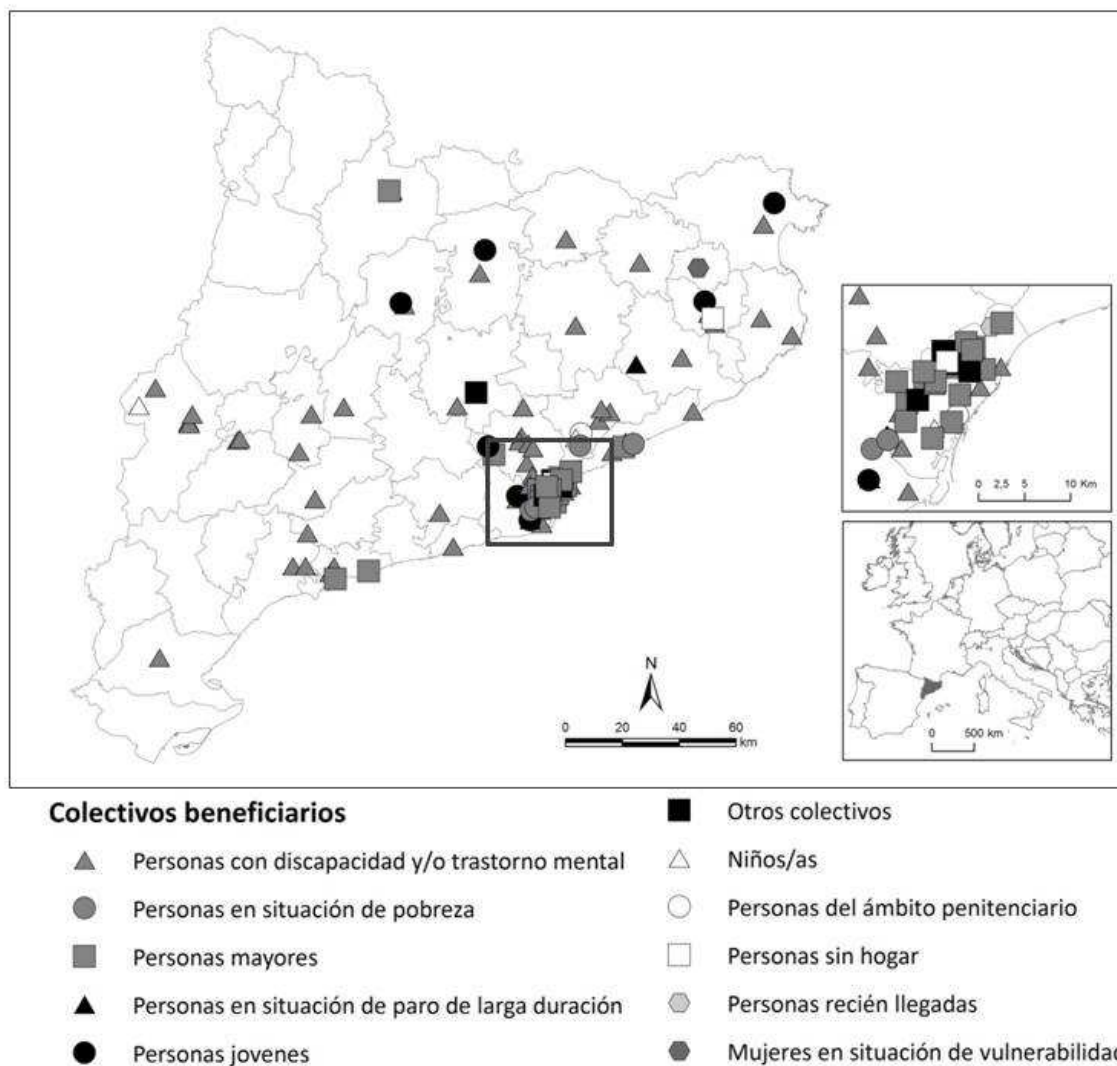 N
0 20 40 60
km
0 2,5 5 10 Km
0 500 km
Colectivos beneficiarios
Personas con discapacidad y/o trastorno mental
Personas en situación de pobreza
Personas mayores
Personas en situación de paro de larga duración
Personas jovenes
Otros colectivos
Niños/as
Personas del ámbito penitenciario
Personas sin hogar
Personas recién llegadas
Mujeres en situación de vulnerabilidad